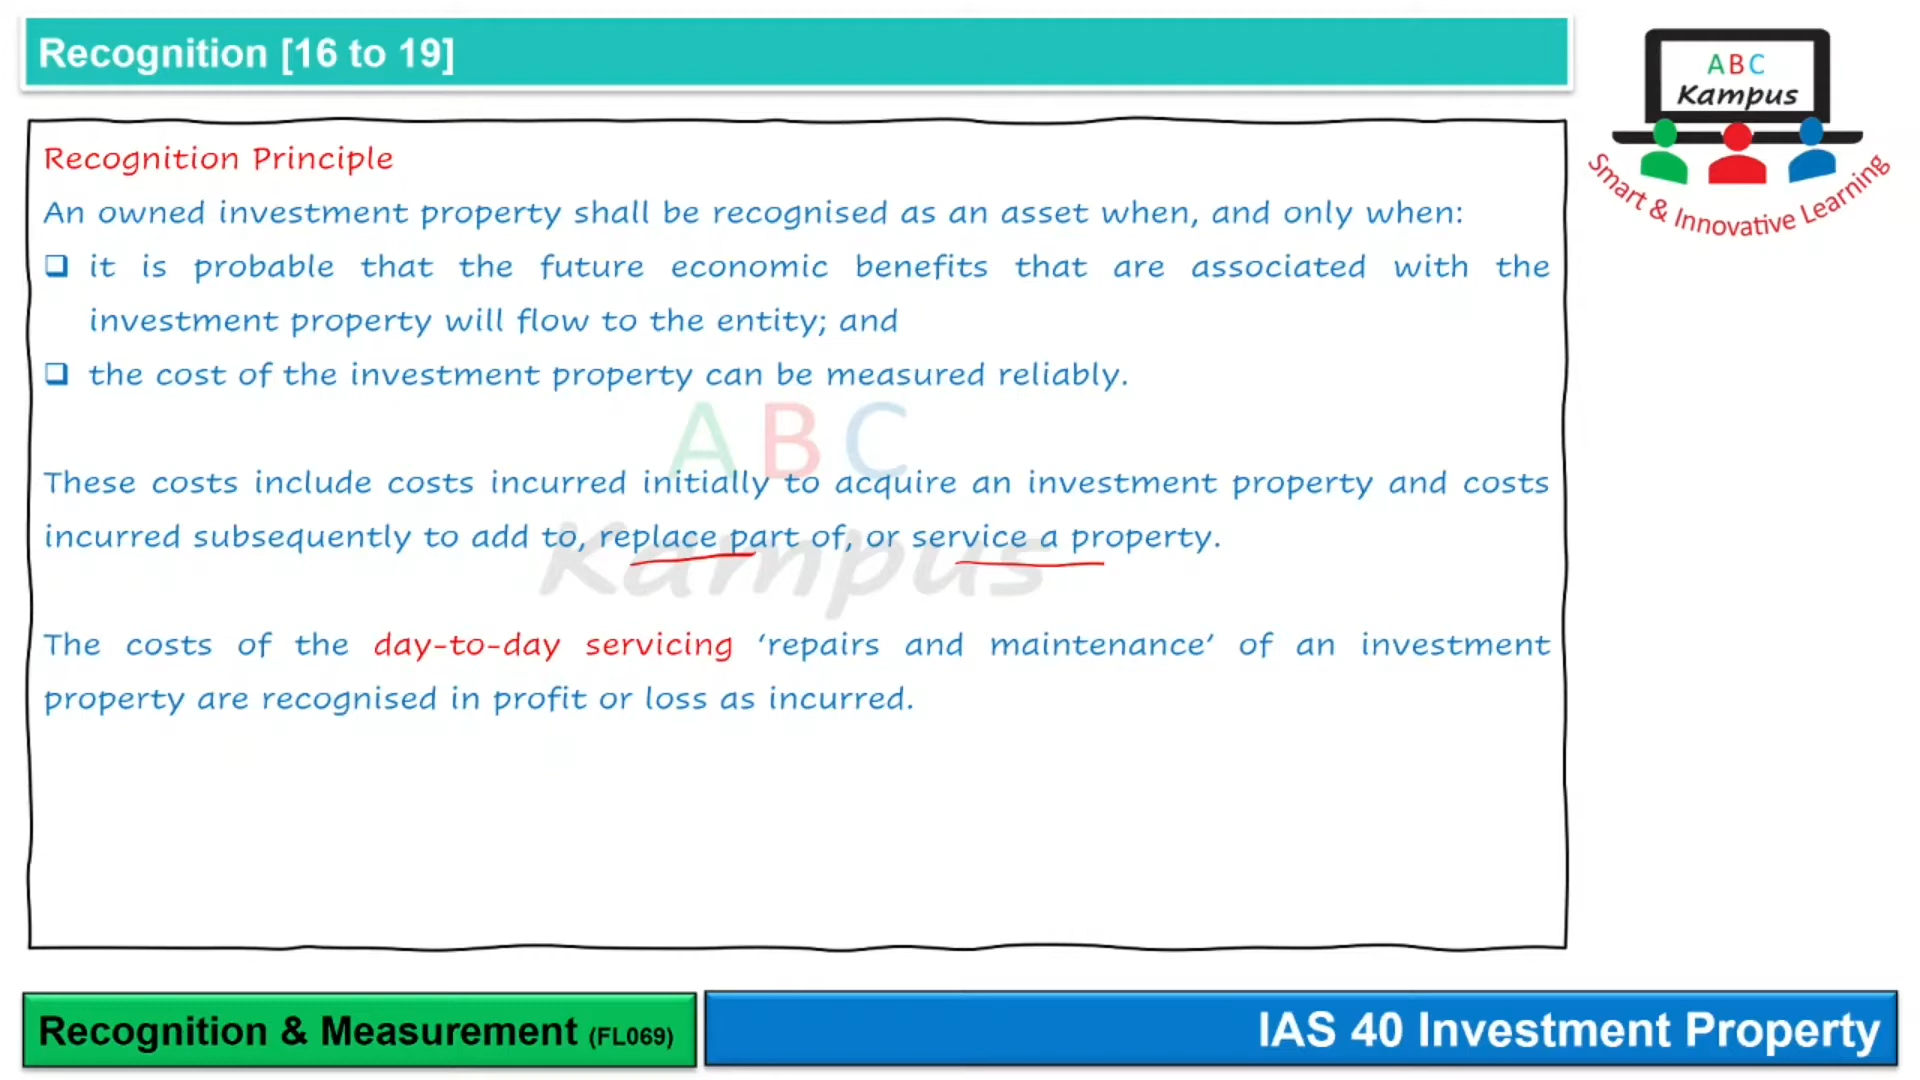 Recognition [16 to 19]
ABC
Kampus
Smart & Innovative Learning
Recognition Principle
An owned investment property shall be recognised as an asset when, and only when:
❑ it is probable that the future economic benefits that are associated with the
investment property will flow to the entity; and
❑ the cost of the investment property can be measured reliably.
ABC
Kampus
These costs include costs incurred initially to acquire an investment property and costs
incurred subsequently to add to, replace part of, or service a property.
The costs of the day-to-day servicing ‘repairs and maintenance’ of an investment
property are recognised in profit or loss as incurred.
Recognition & Measurement (FL069)
IAS 40 Investment Property